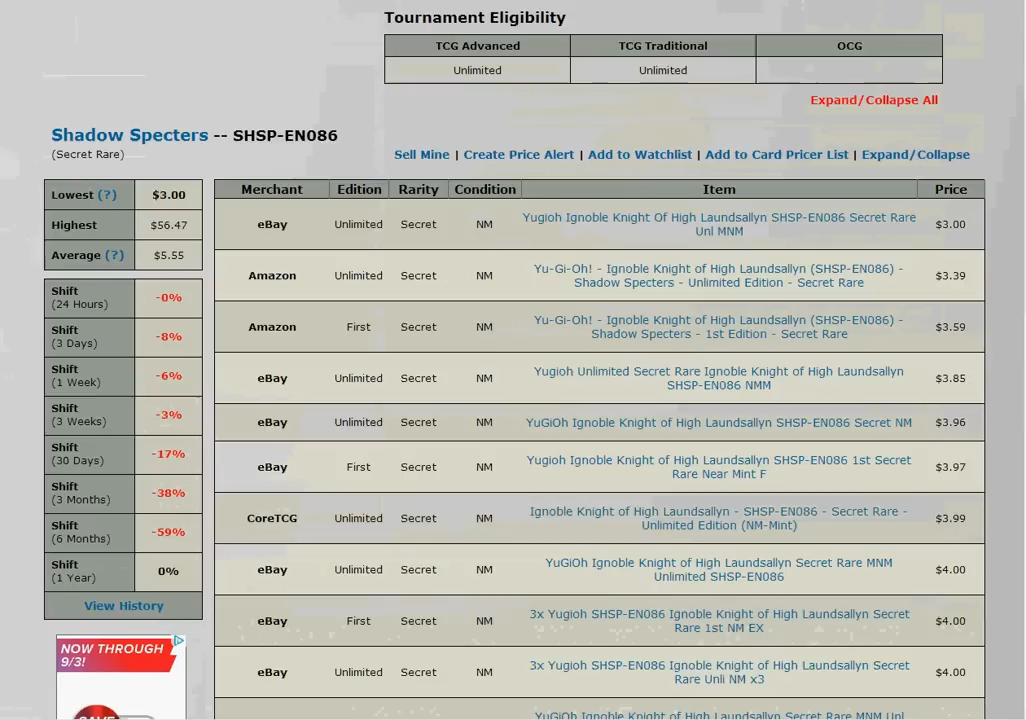 Tournament Eligibility
TCG Advanced TCG Traditional OCG
Unlimited Unlimited
Expand/Collapse All
Shadow Specters -- SHSP-EN086
(Secret Rare)
Sell Mine | Create Price Alert | Add to Watchlist | Add to Card Pricer List | Expand/Collapse
Lowest (?) $3.00
Highest $56.47
Average (?) $5.55
Shift
(24 Hours) -0%
Shift
(3 Days) -8%
Shift
(1 Week) -6%
Shift
(3 Weeks) -3%
Shift
(30 Days) -17%
Shift
(3 Months) -38%
Shift
(6 Months) -59%
Shift
(1 Year) 0%
View History
NOW THROUGH
9/3!
SAVE
Merchant Edition Rarity Condition Item Price
eBay Unlimited Secret NM Yugioh Ignoble Knight Of High Laundsallyn SHSP-EN086 Secret Rare
Unl MNM $3.00
Amazon Unlimited Secret NM Yu-Gi-Oh! - Ignoble Knight of High Laundsallyn (SHSP-EN086) -
Shadow Specters - Unlimited Edition - Secret Rare $3.39
Amazon First Secret NM Yu-Gi-Oh! - Ignoble Knight of High Laundsallyn (SHSP-EN086) -
Shadow Specters - 1st Edition - Secret Rare $3.59
eBay Unlimited Secret NM Yugioh Unlimited Secret Rare Ignoble Knight of High Laundsallyn
SHSP-EN086 NMM $3.85
eBay Unlimited Secret NM YuGiOh Ignoble Knight of High Laundsallyn SHSP-EN086 Secret NM $3.96
eBay First Secret NM Yugioh Ignoble Knight of High Laundsallyn SHSP-EN086 1st Secret
Rare Near Mint F $3.97
CoreTCG Unlimited Secret NM Ignoble Knight of High Laundsallyn - SHSP-EN086 - Secret Rare -
Unlimited Edition (NM-Mint) $3.99
eBay Unlimited Secret NM YuGiOh Ignoble Knight of High Laundsallyn Secret Rare MNM
Unlimited SHSP-EN086 $4.00
eBay First Secret NM 3x Yugioh SHSP-EN086 Ignoble Knight of High Laundsallyn Secret
Rare 1st NM EX $4.00
eBay Unlimited Secret NM 3x Yugioh SHSP-EN086 Ignoble Knight of High Laundsallyn Secret
Rare Unli NM x3 $4.00
YuGiOh Ignoble Knight of High Laundsallyn Secret Rare MNM Unl